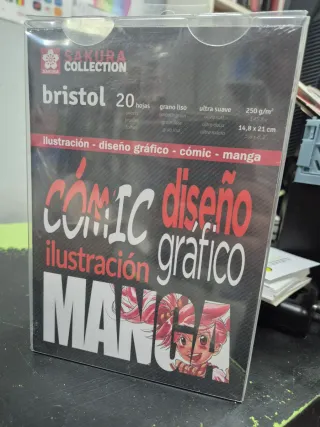 SAKURA
COLLECTION
bristol 20 hojas grano liso ultra suave 250 g/m²
14,8 x 21 cm
ilustración - diseño gráfico - cómic - manga
CÓMIC diseño
ilustración gráfico
MANGA